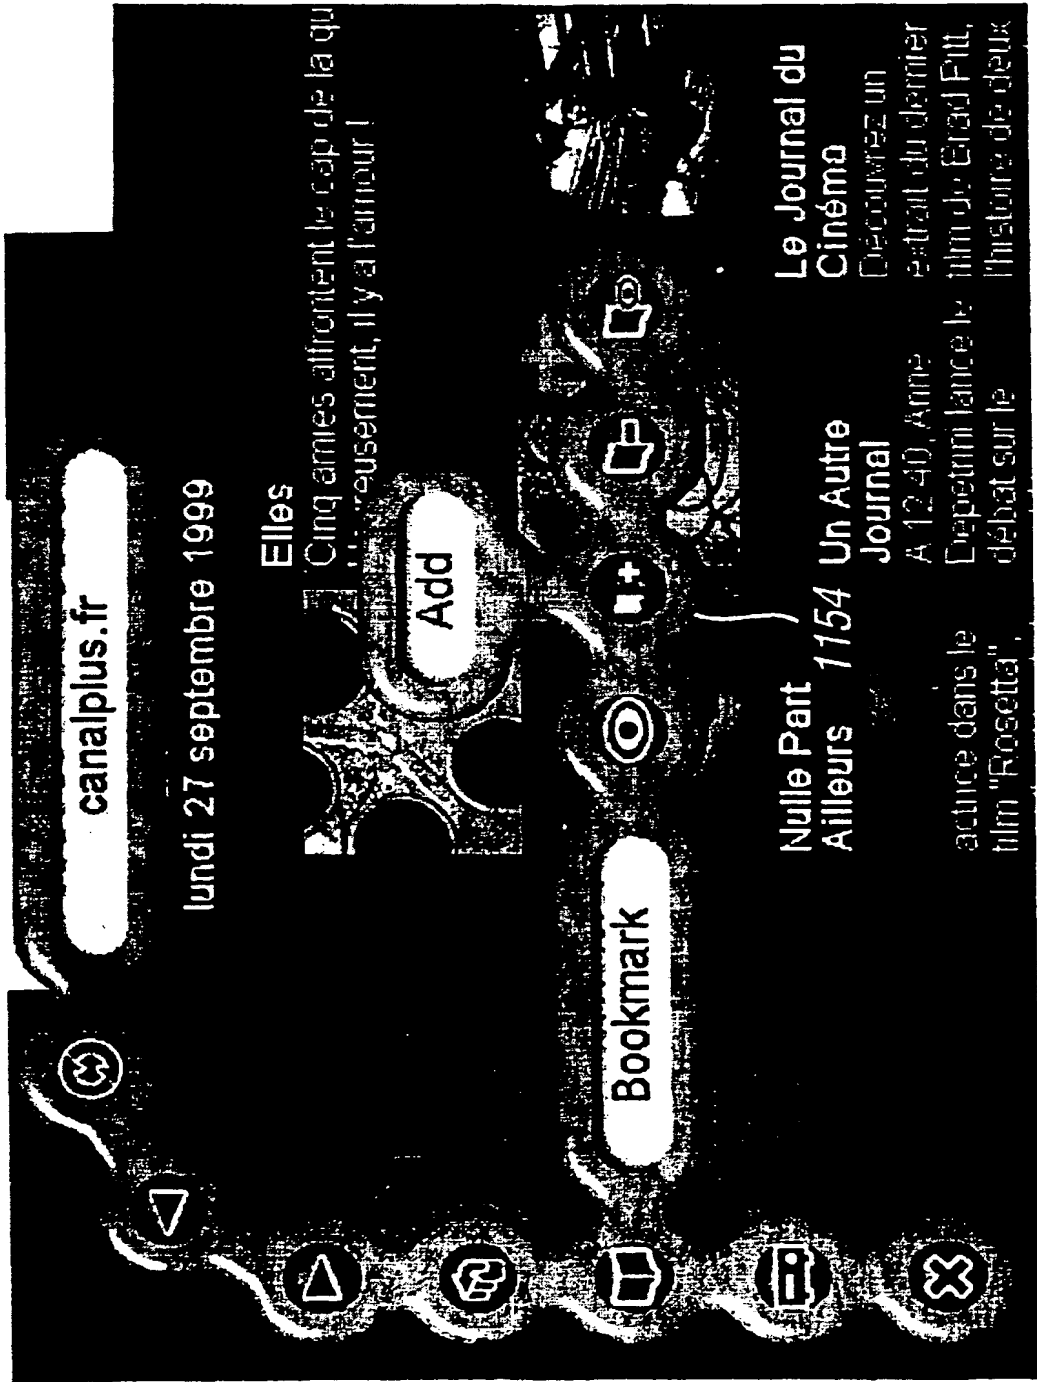 canalplus.fr
lundi 27 septembre 1999
Elles
Cinq amies affrontent le cap de la qu
eusement, il y a l'amour !
Add
Bookmark
1154
Nulle Part
Ailleurs
actrice dans le
film "Rosetta",
Un Autre
Journal
A 12:40, Anne
Depetrini lance le
débat sur le
Le Journal du
Cinéma
Découvrez un
extrait du dernier
film de Brad Pitt,
l'histoire de deux